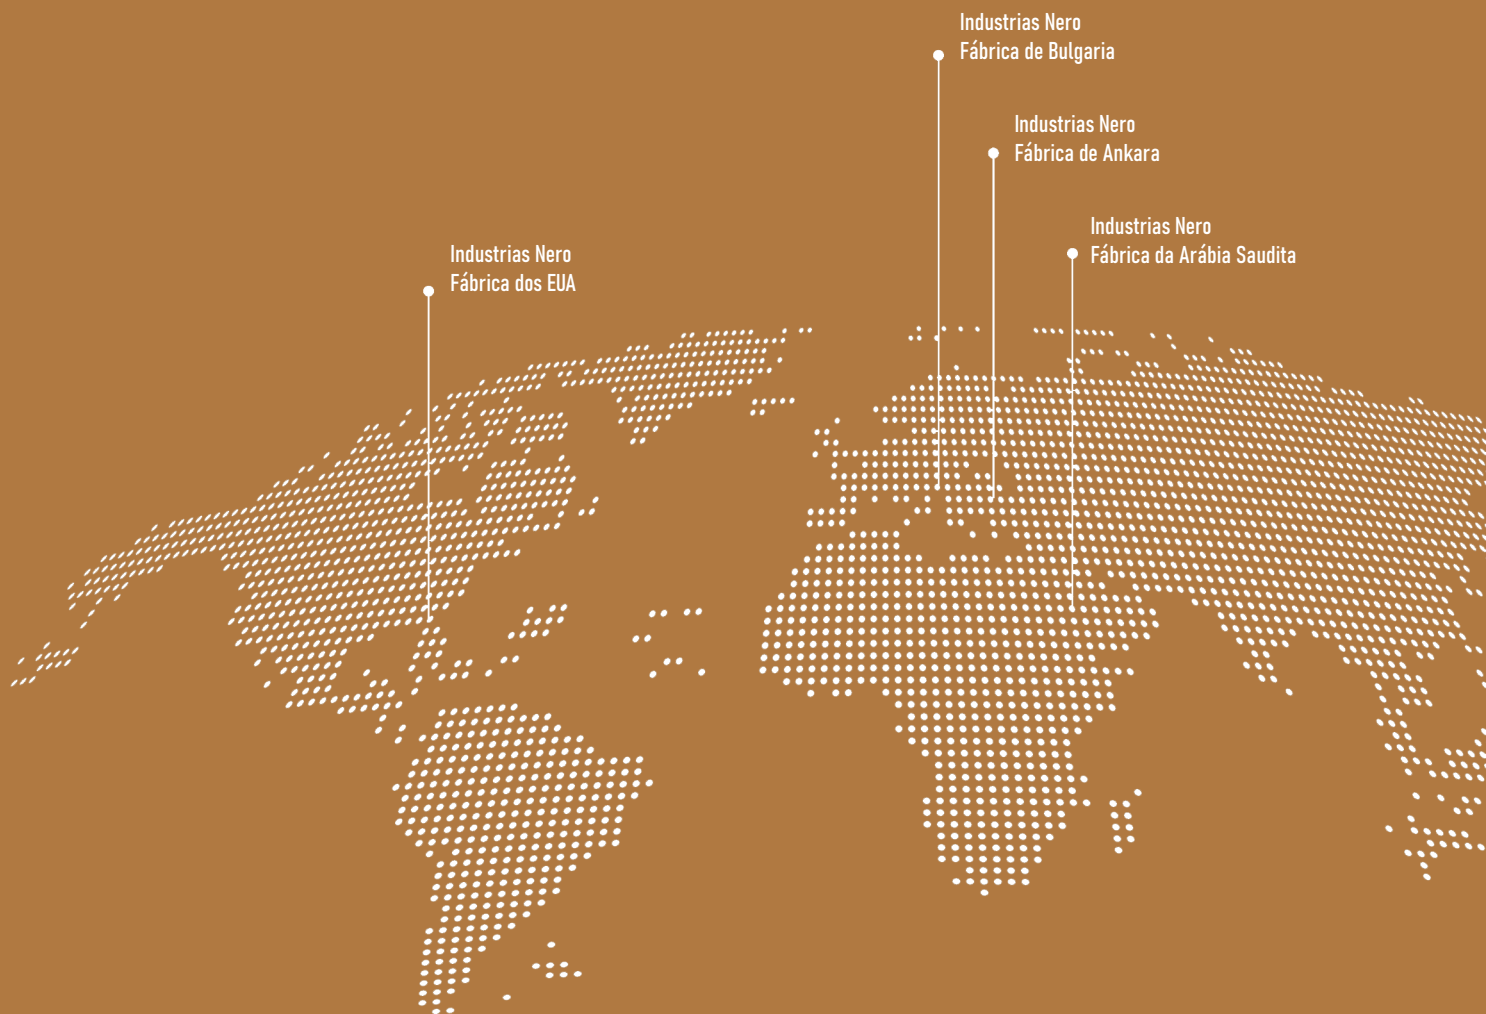 Industrias Nero
Fábrica de Bulgaria
Industrias Nero
Fábrica de Ankara
Industrias Nero
Fábrica da Arábia Saudita
Industrias Nero
Fábrica dos EUA